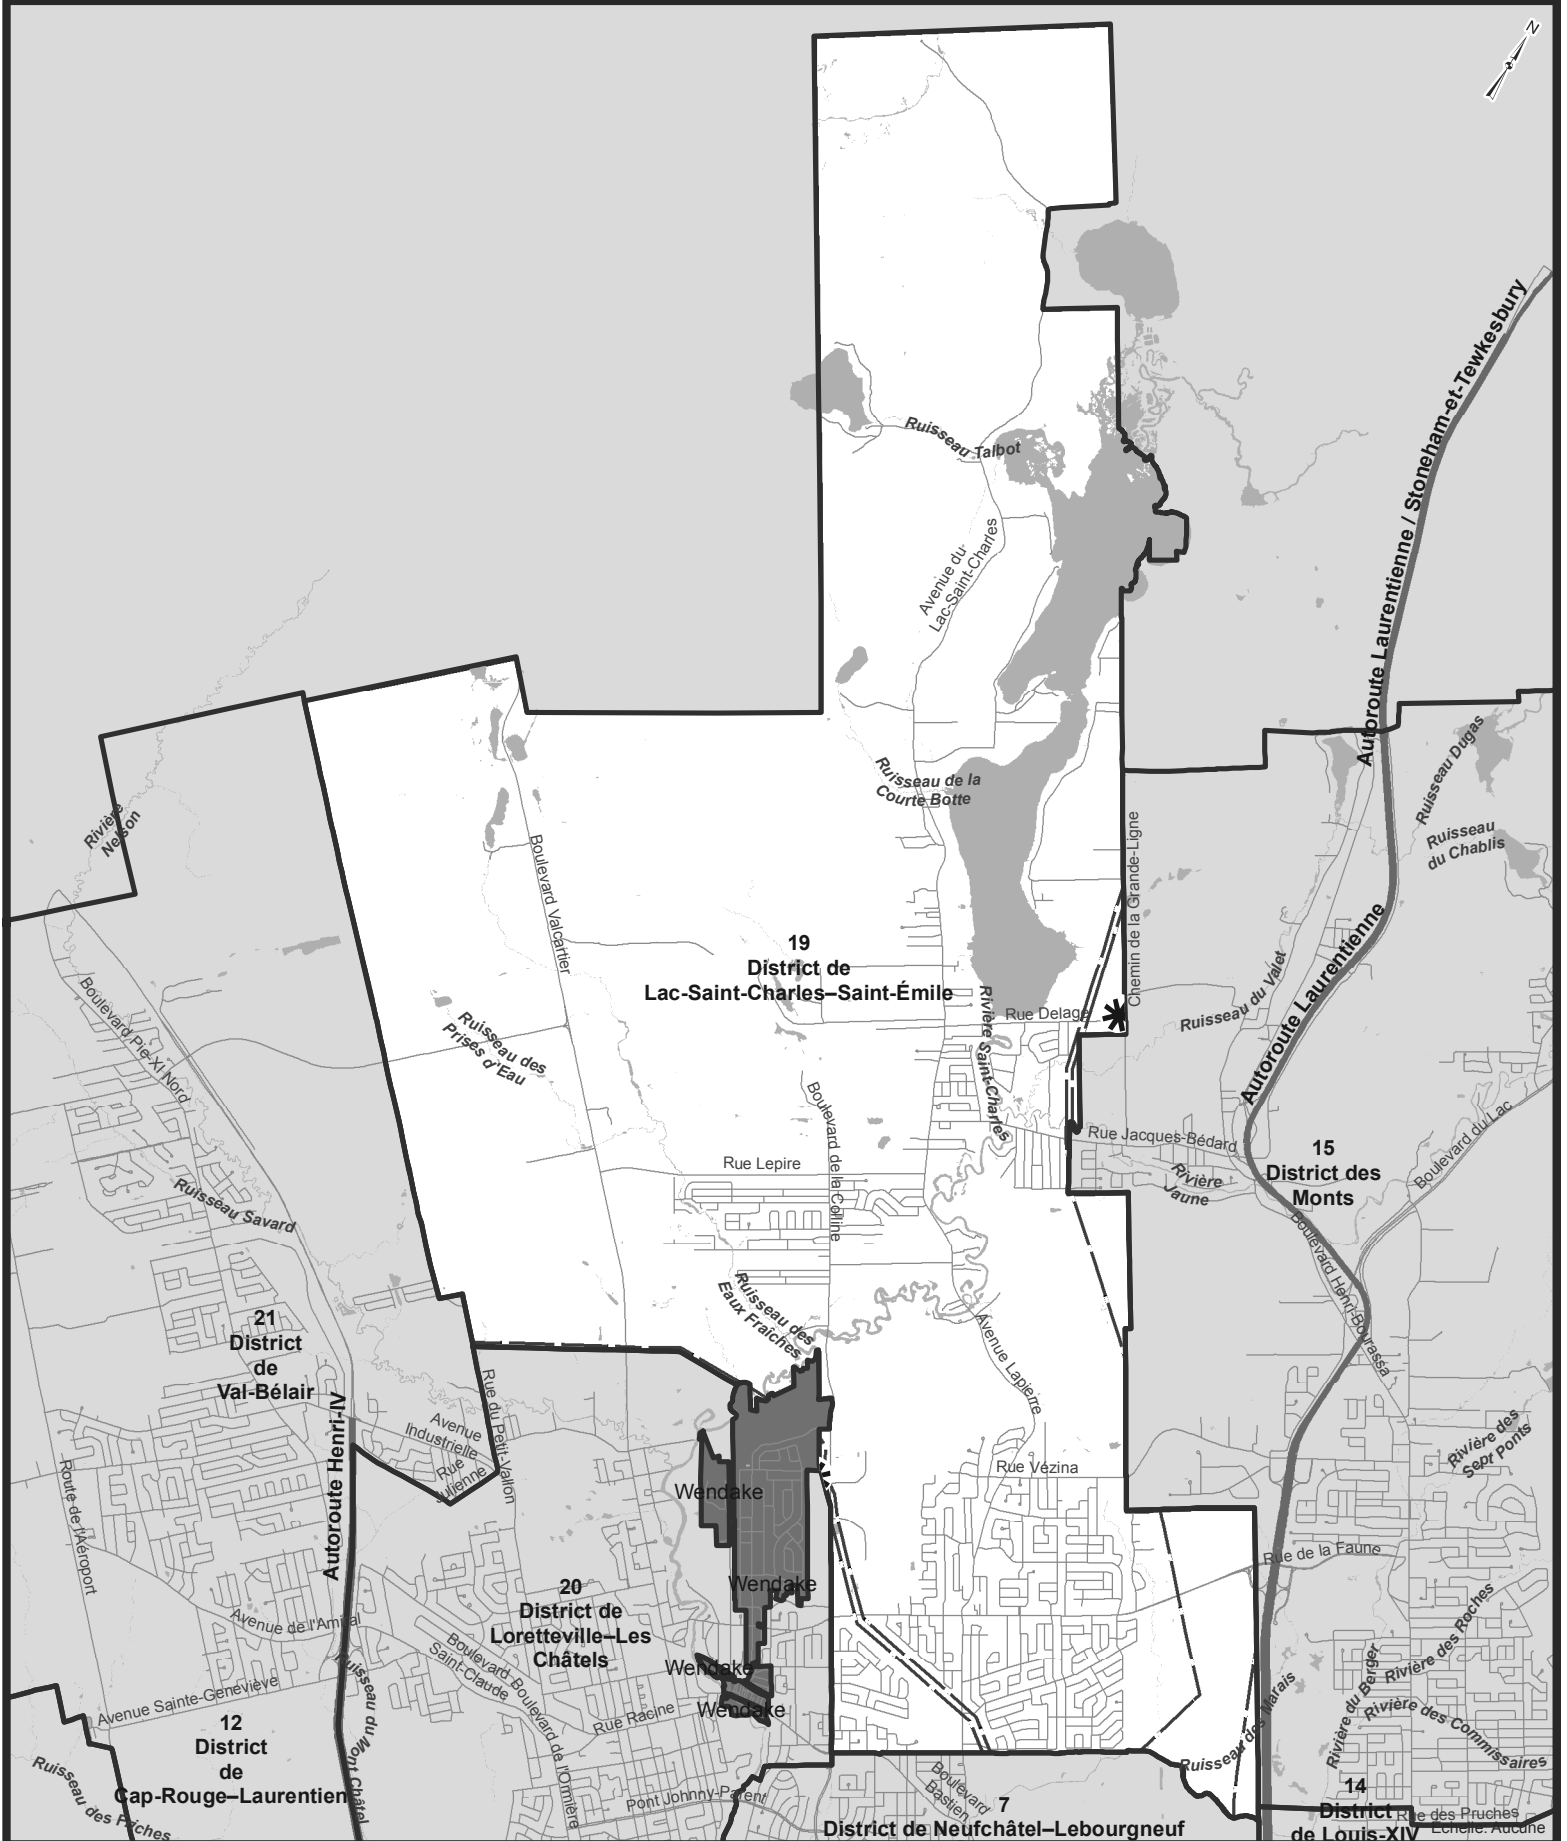 N
Autoroute Laurentienne / Stoneham-et-Tewkesbury
Ruisseau Talbot
Avenue du
Lac-Saint-Charles
Ruisseau Dugas
Ruisseau
du Chablis
Ruisseau de la
Courte Botte
Rivière
Nelson
Boulevard Valcartier
Chemin de la Grande-Ligne
Autoroute Laurentienne
19
District de
Lac-Saint-Charles–Saint-Émile
Boulevard Pie-XI Nord
Ruisseau des
Prises d'Eau
Rivière Saint-Charles
Rue Delage
Ruisseau du Valet
Boulevard de la Colline
Rue Jacques-Bédard
Boulevard du Lac
15
District des
Monts
Rue Lepire
Rivière
Jaune
Ruisseau Savard
Boulevard Henri-Bourassa
Ruisseau des
Eaux Fraîches
21
District
de
Val-Bélair
Avenue Lapierre
Rue du Petit-Vallon
Autoroute Henri-IV
Avenue
Industrielle
Rue
Julienne
Rivière des
Sept Ponts
Route de l'Aéroport
Rue Vézina
Wendake
Rue de la Faune
Wendake
20
District de
Loretteville–Les
Châtels
Avenue de l'Amiral
Boulevard
Saint-Claude
Rivière des Roches
Wendake
Wendake
Ruisseau du Mont Châtel
Boulevard de l'Ormière
Avenue Sainte-Geneviève
Rue Racine
Ruisseau des Marais
Rivière du Berger
Rivière des Commissaires
12
District
de
Cap-Rouge–Laurentien
Ruisseau des Friches
Pont Johnny-Parent
Boulevard
Bastien
7
District de Neufchâtel–Lebourgneuf
14
District
de Louis-XIV
Rue des Pruches
Échelle: Aucune